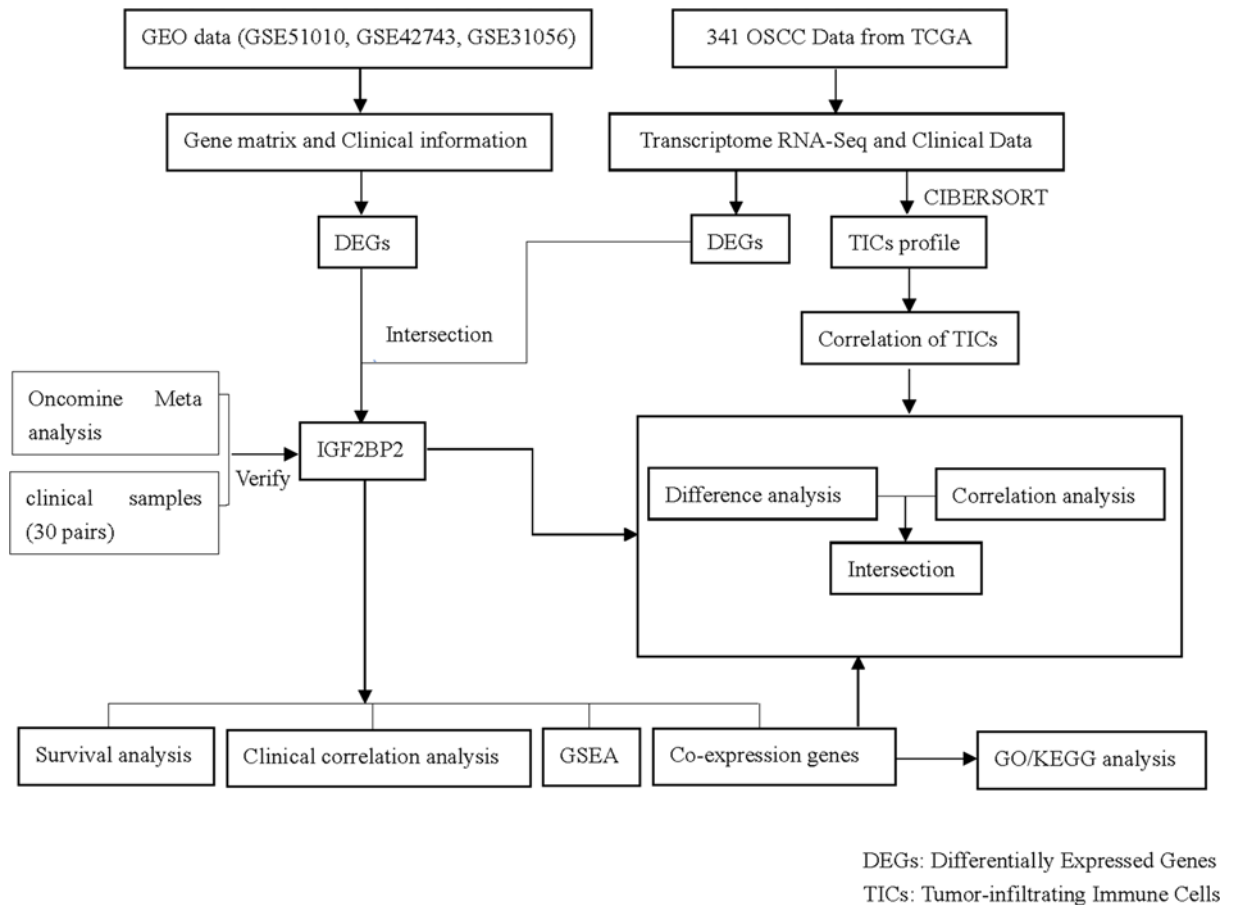 GEO data (GSE51010, GSE42743, GSE31056)
341 OSCC Data from TCGA
Gene matrix and Clinical information
Transcriptome RNA-Seq and Clinical Data
CIBERSORT
DEGs
DEGs
TICs profile
Intersection
Correlation of TICs
Oncomine Meta
analysis
clinical samples
(30 pairs)
Verify
IGF2BP2
Difference analysis
Correlation analysis
Intersection
Survival analysis
Clinical correlation analysis
GSEA
Co-expression genes
GO/KEGG analysis
DEGs: Differentially Expressed Genes
TICs: Tumor-infiltrating Immune Cells